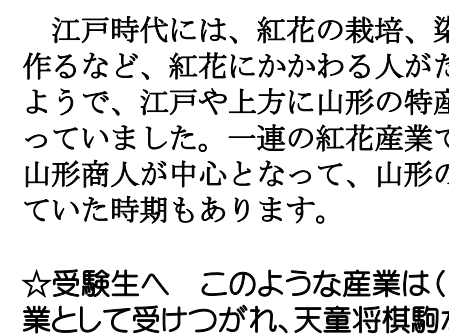 江戸時代には、紅花の栽培、染
作るなど、紅花にかかわる人がた
ようで、江戸や上方に山形の特産
っていました。一連の紅花産業で
山形商人が中心となって、山形の
ていた時期もあります。
☆受験生へ このような産業は(
業として受けつがれ、天童将棋駒が